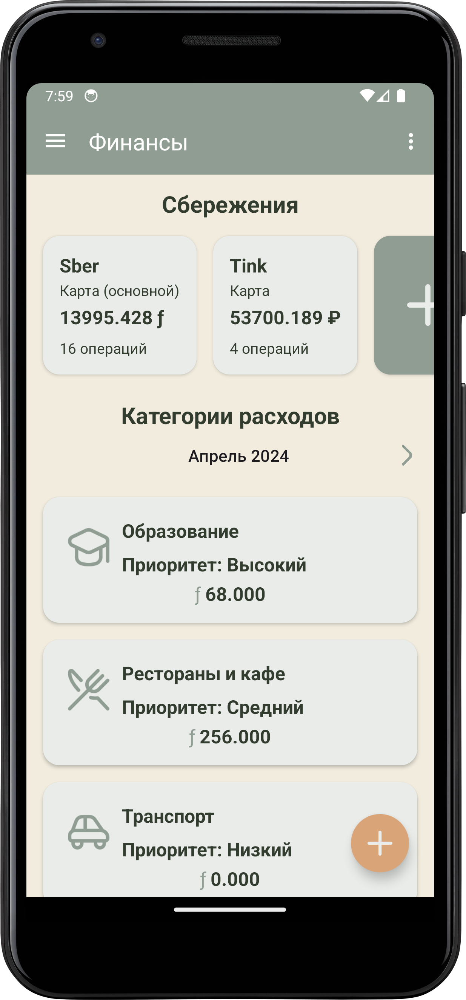 7:59
Финансы
Сбережения
Sber
Карта (основной)
13995.428 ƒ
16 операций
Tink
Карта
53700.189 ₽
4 операций
Категории расходов
Апрель 2024
Образование
Приоритет: Высокий
ƒ 68.000
Рестораны и кафе
Приоритет: Средний
ƒ 256.000
Транспорт
Приоритет: Низкий
ƒ 0.000